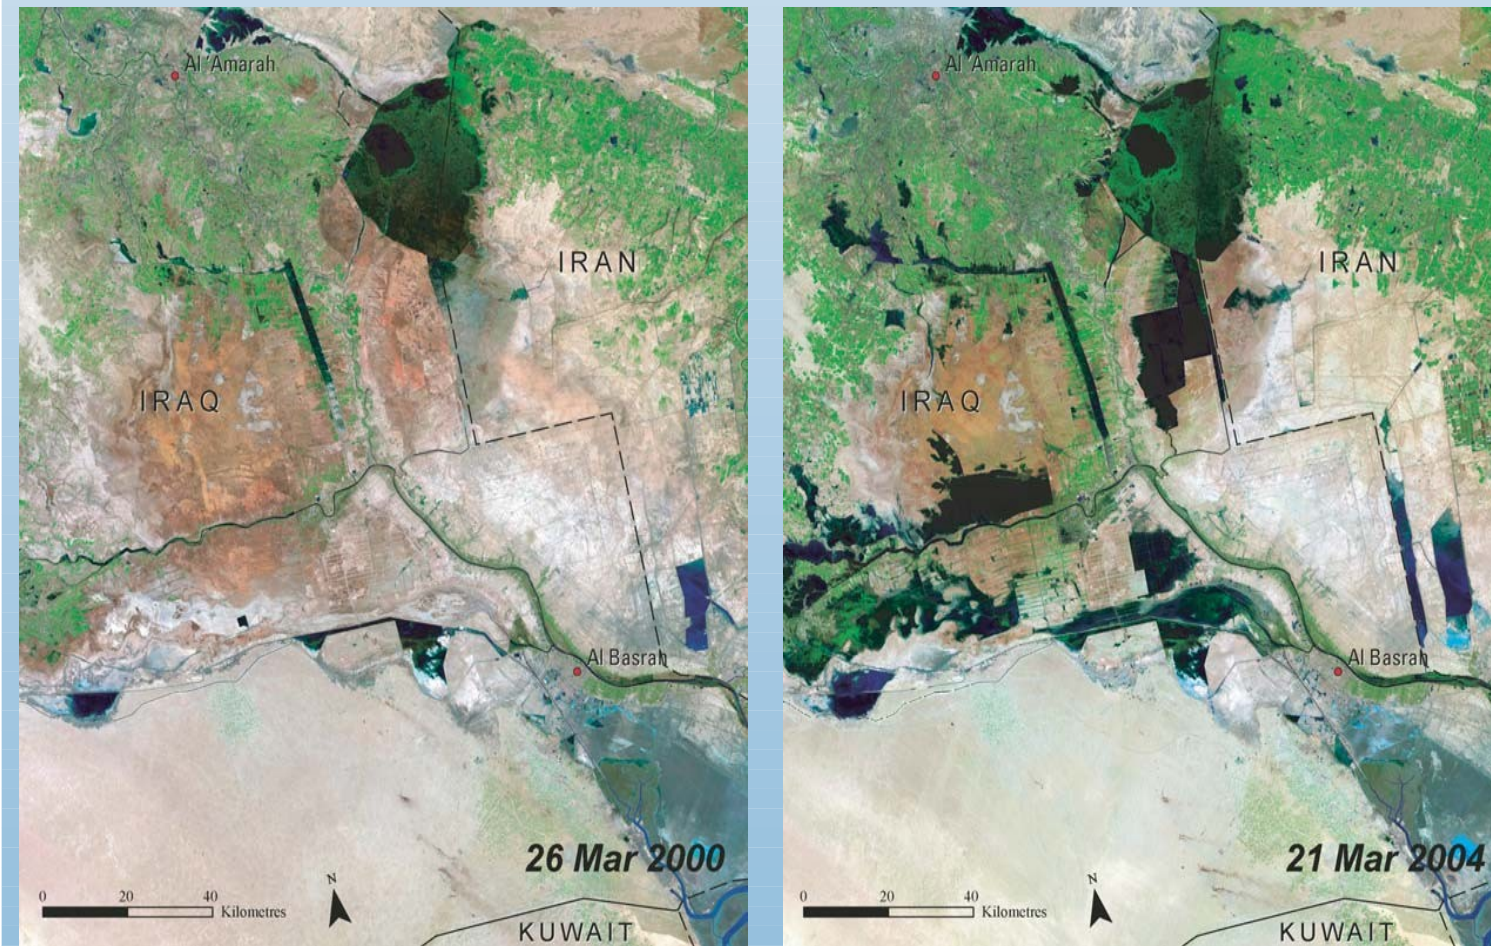 Al 'Amarah
IRAN
IRAQ
Al Basrah
26 Mar 2000
N
0 20 40
Kilometres
KUWAIT
Al 'Amarah
IRAN
IRAQ
Al Basrah
21 Mar 2004
N
0 20 40
Kilometres
KUWAIT